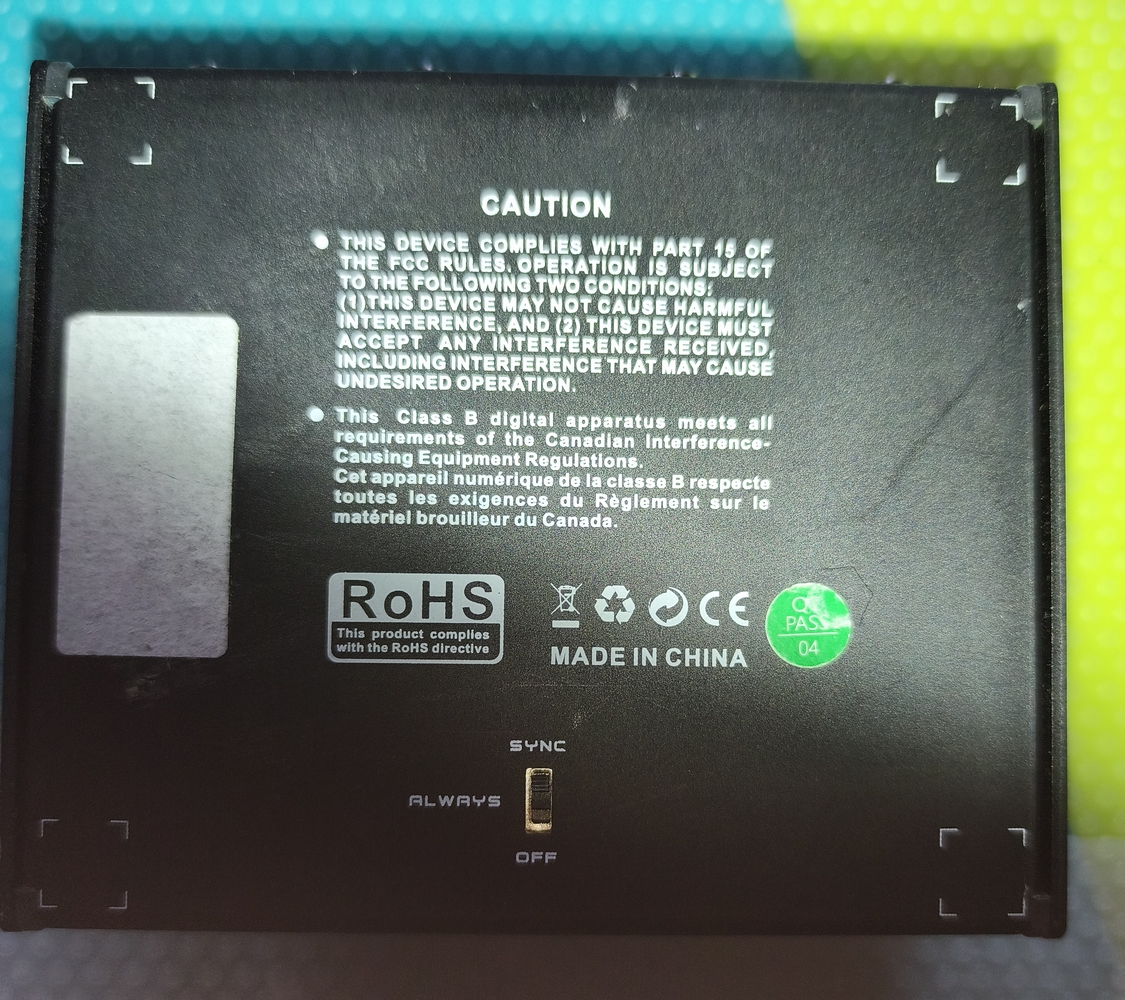 CAUTION
THIS DEVICE COMPLIES WITH PART 15 OF
THE FCC RULES. OPERATION IS SUBJECT
TO THE FOLLOWING TWO CONDITIONS:
(1)THIS DEVICE MAY NOT CAUSE HARMFUL
INTERFERENCE, AND (2) THIS DEVICE MUST
ACCEPT ANY INTERFERENCE RECEIVED,
INCLUDING INTERFERENCE THAT MAY CAUSE
UNDESIRED OPERATION.
This Class B digital apparatus meets all
requirements of the Canadian Interference-
Causing Equipment Regulations.
Cet appareil numérique de la classe B respecte
toutes les exigences du Règlement sur le
matériel brouilleur du Canada.
RoHS
This product complies
with the RoHS directive
CE
MADE IN CHINA
PASS
04
SYNC
ALWAYS
OFF